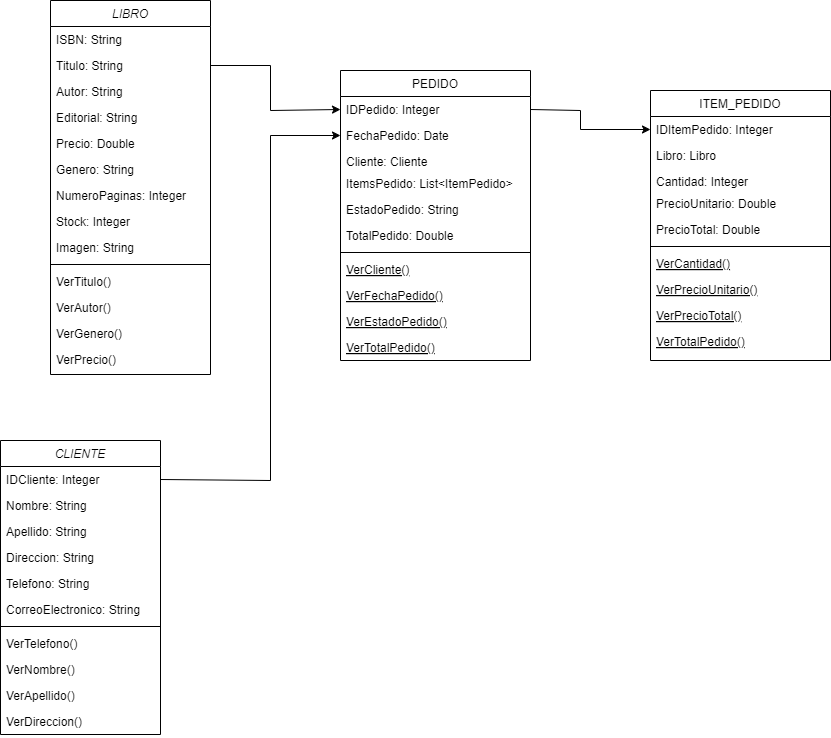 LIBRO
ISBN: String
Titulo: String
Autor: String
Editorial: String
Precio: Double
Genero: String
NumeroPaginas: Integer
Stock: Integer
Imagen: String
VerTitulo()
VerAutor()
VerGenero()
VerPrecio()
PEDIDO
IDPedido: Integer
FechaPedido: Date
Cliente: Cliente
ItemsPedido: List<ItemPedido>
EstadoPedido: String
TotalPedido: Double
VerCliente()
VerFechaPedido()
VerEstadoPedido()
VerTotalPedido()
ITEM_PEDIDO
IDItemPedido: Integer
Libro: Libro
Cantidad: Integer
PrecioUnitario: Double
PrecioTotal: Double
VerCantidad()
VerPrecioUnitario()
VerPrecioTotal()
VerTotalPedido()
CLIENTE
IDCliente: Integer
Nombre: String
Apellido: String
Direccion: String
Telefono: String
CorreoElectronico: String
VerTelefono()
VerNombre()
VerApellido()
VerDireccion()